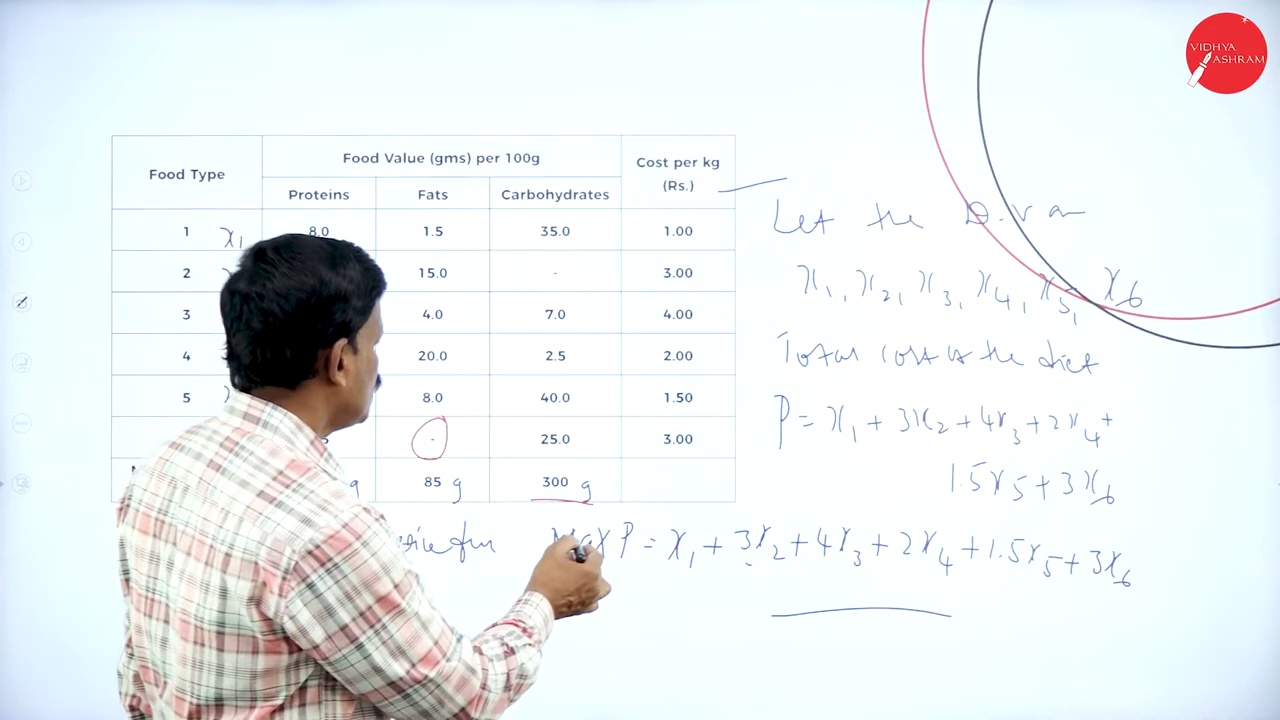 VIDHYA
ASHRAM
Food Type Food Value (gms) per 100g Cost per kg (Rs.)
Proteins Fats Carbohydrates
1 x1 8.0 1.5 35.0 1.00
2 15.0 - 3.00
3 4.0 7.0 4.00
4 20.0 2.5 2.00
5 8.0 40.0 1.50
- 25.0 3.00
85 g 300 g
Let the D.V are
x1, x2, x3, x4, x5, x6
Total cost of the diet
P = x1 + 3x2 + 4x3 + 2x4 +
1.5x5 + 3x6
P = x1 + 3x2 + 4x3 + 2x4 + 1.5x5 + 3x6